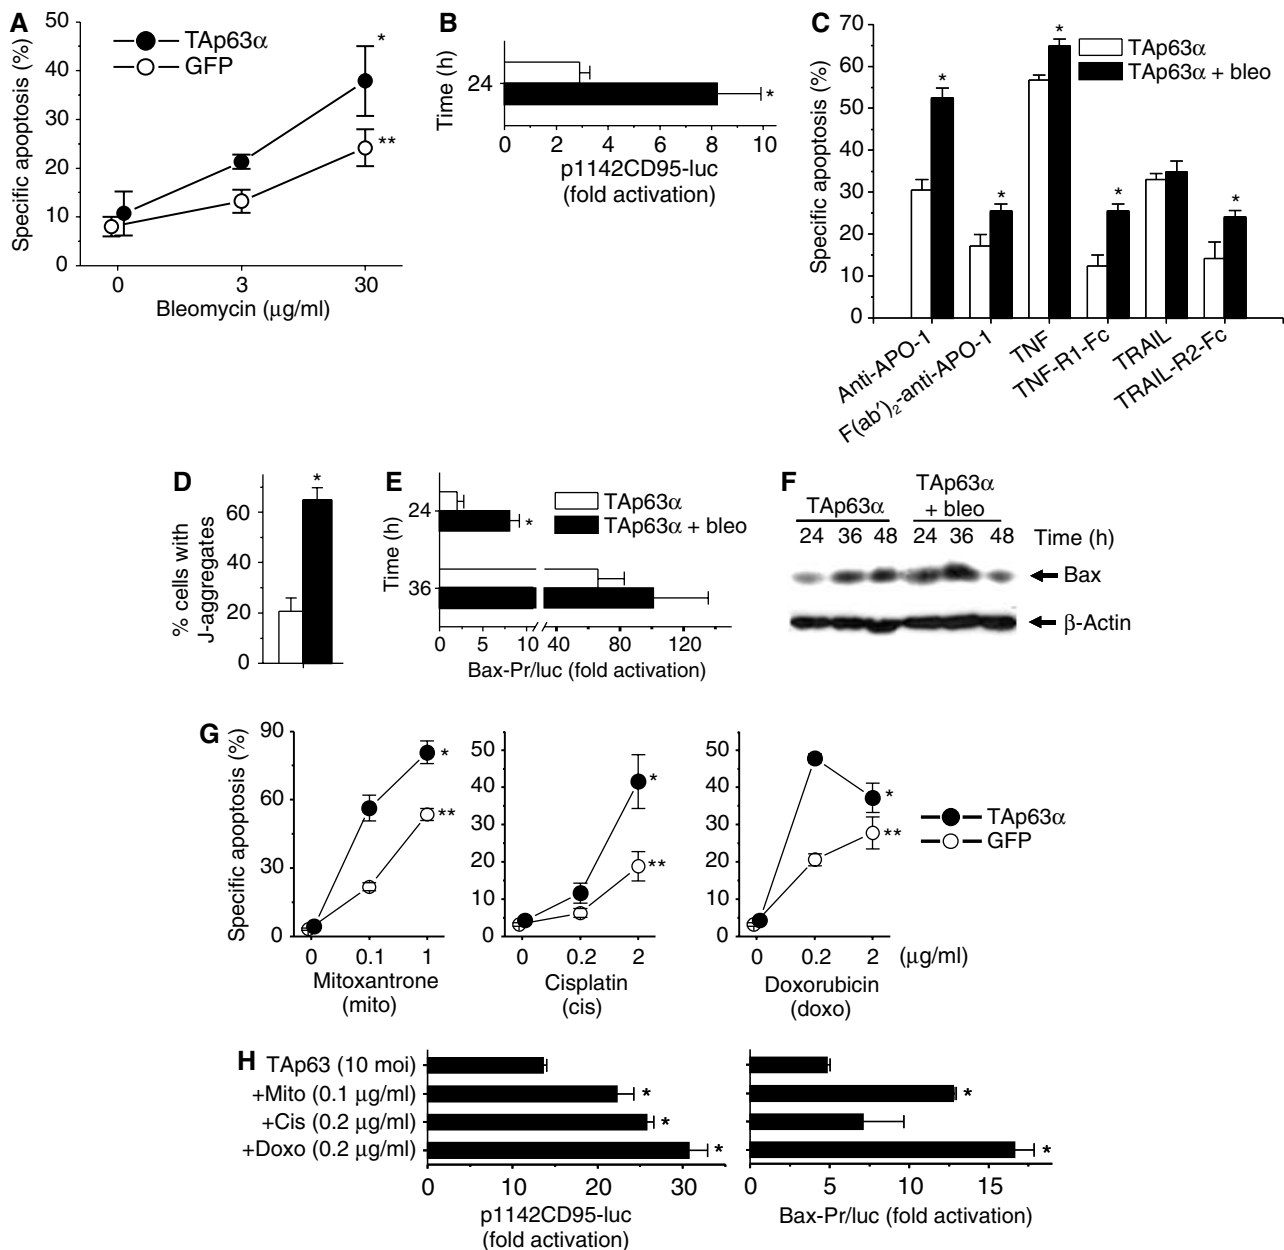 A
50
40
30
20
10
0
Specific apoptosis (%)
TAp63α
GFP
*
**
0 3 30
Bleomycin (μg/ml)
B
Time (h)
24
*
0 2 4 6 8 10
p1142CD95-luc
(fold activation)
C
70
60
50
40
30
20
10
0
Specific apoptosis (%)
TAp63α
TAp63α + bleo
* * * * *
Anti-APO-1
F(ab′)₂-anti-APO-1
TNF
TNF-R1-Fc
TRAIL
TRAIL-R2-Fc
D
% cells with
J-aggregates
60
40
20
0
*
E
Time (h)
24
36
*
TAp63α
TAp63α + bleo
0 5 10 40 80 120
Bax-Pr/luc (fold activation)
F
TAp63α
TAp63α
+ bleo
24 36 48 24 36 48 Time (h)
Bax
β-Actin
G
Specific apoptosis (%)
90
60
30
0
*
**
0 0.1 1
Mitoxantrone
(mito)
50
40
30
20
10
0
*
**
0 0.2 2
Cisplatin
(cis)
50
40
30
20
10
0
*
**
0 0.2 2 (μg/ml)
Doxorubicin
(doxo)
TAp63α
GFP
H
TAp63 (10 moi)
+Mito (0.1 μg/ml) * *
+Cis (0.2 μg/ml) *
+Doxo (0.2 μg/ml) * *
0 10 20 30
p1142CD95-luc
(fold activation)
0 5 10 15
Bax-Pr/luc (fold activation)